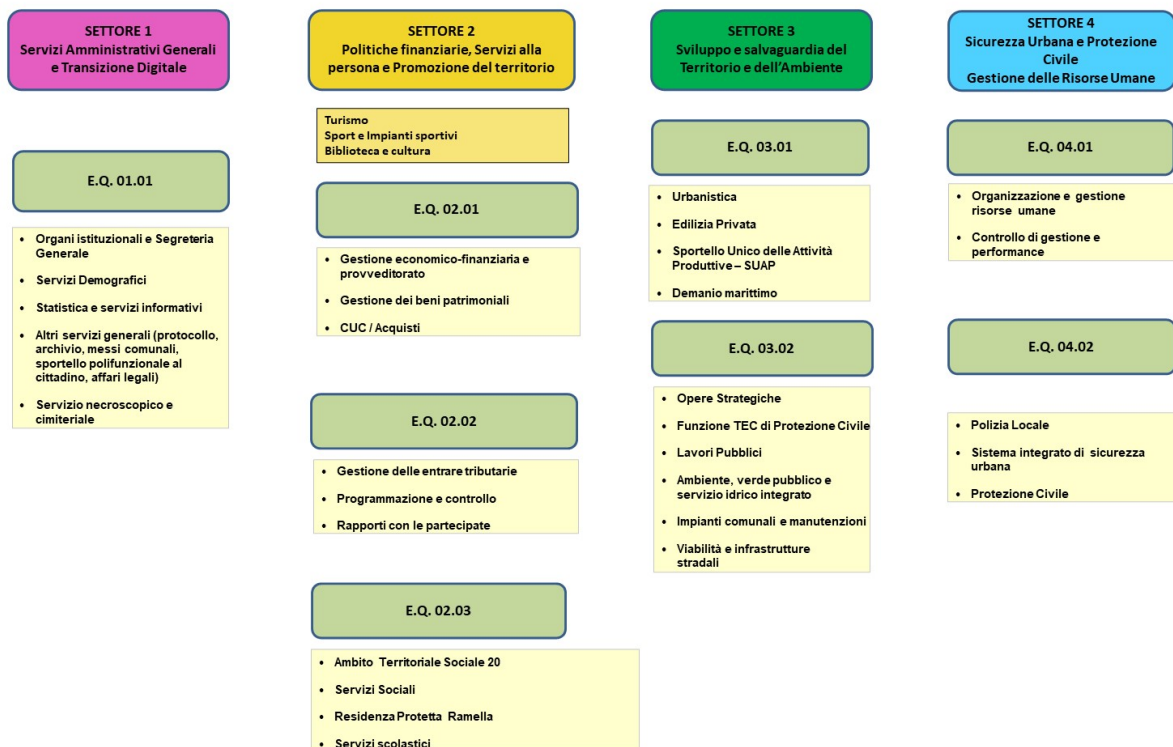 SETTORE 1
Servizi Amministrativi Generali
e Transizione Digitale
E.Q. 01.01
• Organi istituzionali e Segreteria
Generale
• Servizi Demografici
• Statistica e servizi informativi
• Altri servizi generali (protocollo,
archivio, messi comunali,
sportello polifunzionale al
cittadino, affari legali)
• Servizio necroscopico e
cimiteriale
SETTORE 2
Politiche finanziarie, Servizi alla
persona e Promozione del territorio
Turismo
Sport e Impianti sportivi
Biblioteca e cultura
E.Q. 02.01
• Gestione economico-finanziaria e
provveditorato
• Gestione dei beni patrimoniali
• CUC / Acquisti
E.Q. 02.02
• Gestione delle entrare tributarie
• Programmazione e controllo
• Rapporti con le partecipate
E.Q. 02.03
• Ambito Territoriale Sociale 20
• Servizi Sociali
• Residenza Protetta Ramella
• Servizi scolastici
SETTORE 3
Sviluppo e salvaguardia del
Territorio e dell'Ambiente
E.Q. 03.01
• Urbanistica
• Edilizia Privata
• Sportello Unico delle Attività
Produttive – SUAP
• Demanio marittimo
E.Q. 03.02
• Opere Strategiche
• Funzione TEC di Protezione Civile
• Lavori Pubblici
• Ambiente, verde pubblico e
servizio idrico integrato
• Impianti comunali e manutenzioni
• Viabilità e infrastrutture
stradali
SETTORE 4
Sicurezza Urbana e Protezione
Civile
Gestione delle Risorse Umane
E.Q. 04.01
• Organizzazione e gestione
risorse umane
• Controllo di gestione e
performance
E.Q. 04.02
• Polizia Locale
• Sistema integrato di sicurezza
urbana
• Protezione Civile